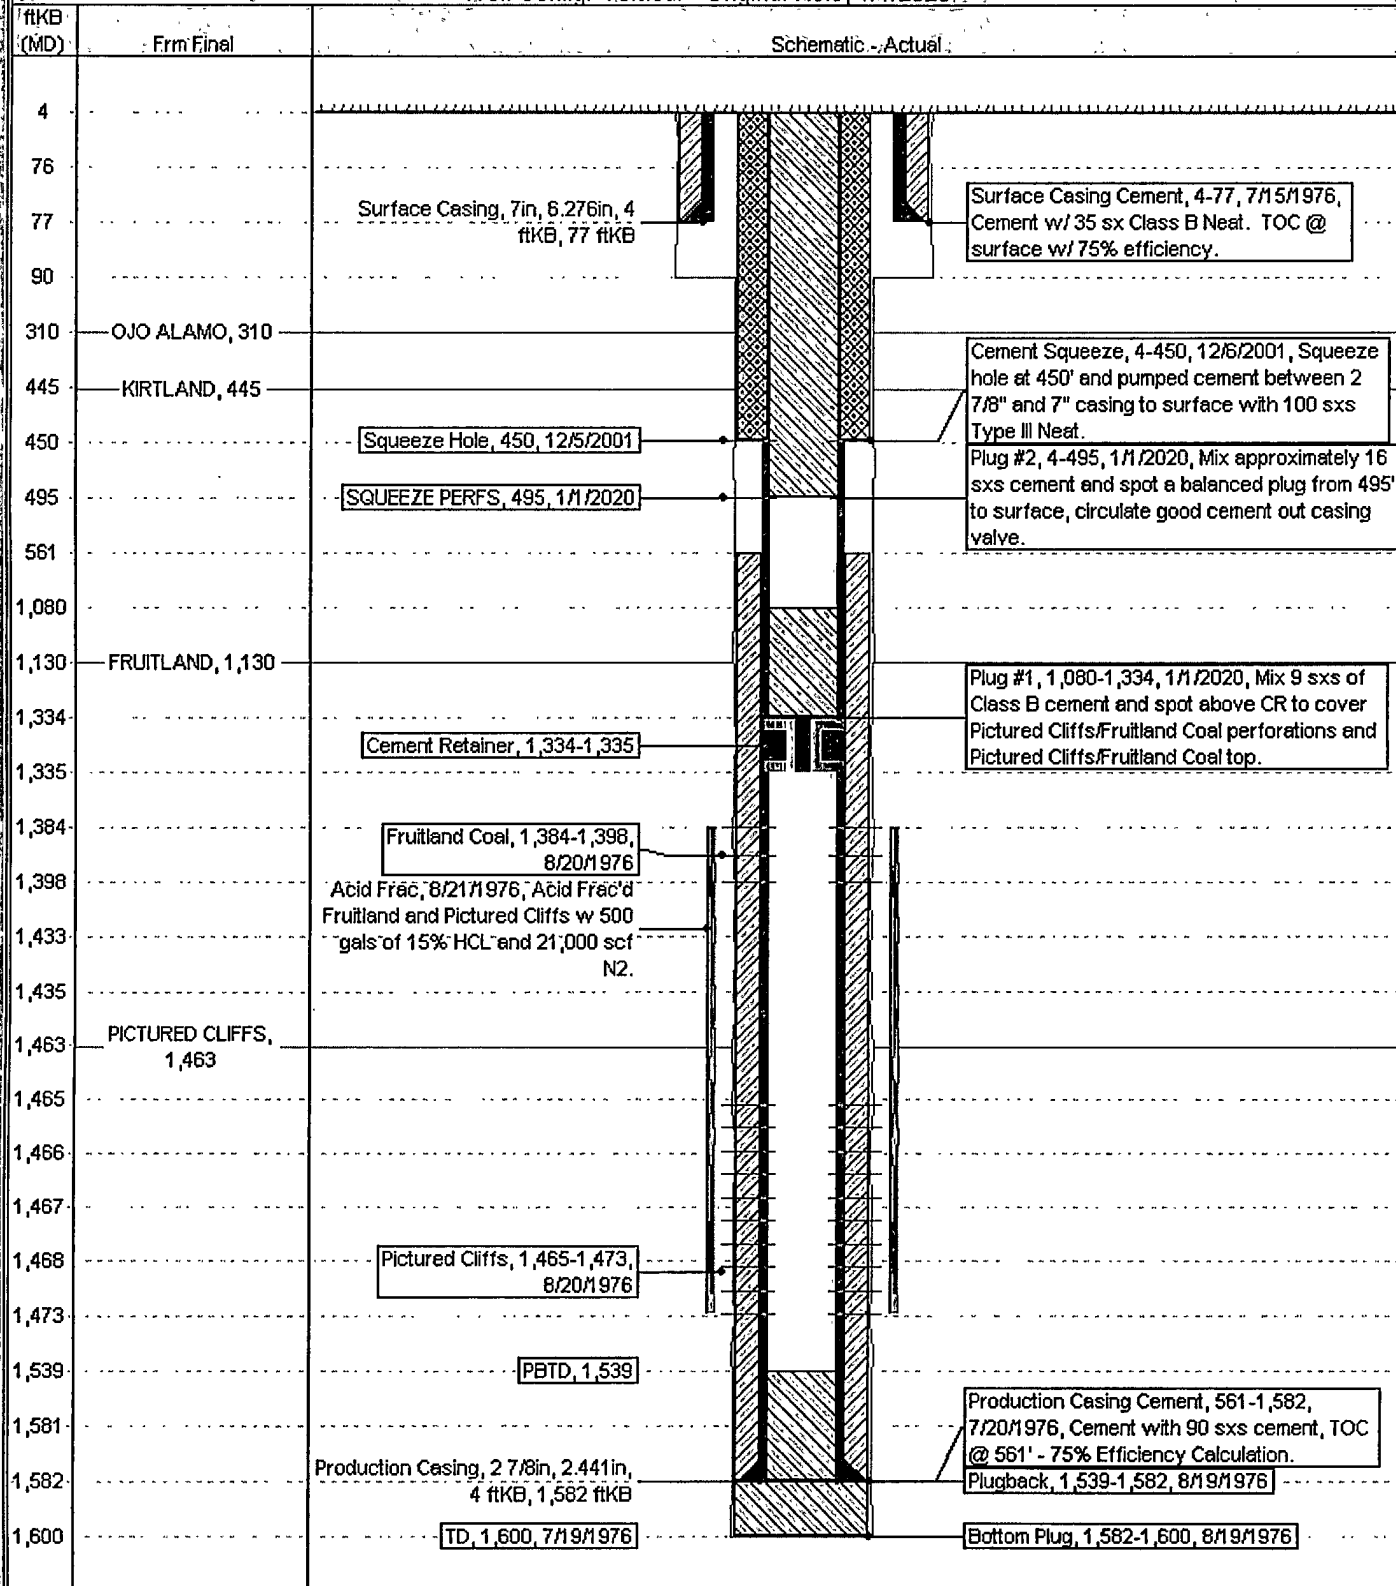 ftKB
(MD)
Frm Final
Schematic - Actual
4
76
Surface Casing, 7in, 6.276in, 4
ftKB, 77 ftKB
Surface Casing Cement, 4-77, 7/15/1976,
Cement w/ 35 sx Class B Neat. TOC @
surface w/ 75% efficiency.
77
90
310
OJO ALAMO, 310
445
KIRTLAND, 445
Cement Squeeze, 4-450, 12/6/2001, Squeeze
hole at 450' and pumped cement between 2
7/8" and 7" casing to surface with 100 sxs
Type III Neat.
450
Squeeze Hole, 450, 12/5/2001
Plug #2, 4-495, 1/1/2020, Mix approximately 16
sxs cement and spot a balanced plug from 495'
to surface, circulate good cement out casing
valve.
495
SQUEEZE PERFS, 495, 1/1/2020
561
1,080
1,130
FRUITLAND, 1,130
Plug #1, 1,080-1,334, 1/1/2020, Mix 9 sxs of
Class B cement and spot above CR to cover
Pictured Cliffs/Fruitland Coal perforations and
Pictured Cliffs/Fruitland Coal top.
1,334
Cement Retainer, 1,334-1,335
1,335
1,384
Fruitland Coal, 1,384-1,398,
8/20/1976
1,398
Acid Frac, 8/21/1976, Acid Frac'd
Fruitland and Pictured Cliffs w 500
gals of 15% HCL and 21,000 scf
N2.
1,433
1,435
PICTURED CLIFFS,
1,463
1,463
1,465
1,466
1,467
1,468
Pictured Cliffs, 1,465-1,473,
8/20/1976
1,473
1,539
PBTD, 1,539
Production Casing Cement, 561-1,582,
7/20/1976, Cement with 90 sxs cement, TOC
@ 561' - 75% Efficiency Calculation.
1,581
1,582
Production Casing, 2 7/8in, 2.441in,
4 ftKB, 1,582 ftKB
Plugback, 1,539-1,582, 8/19/1976
1,600
TD, 1,600, 7/19/1976
Bottom Plug, 1,582-1,600, 8/19/1976